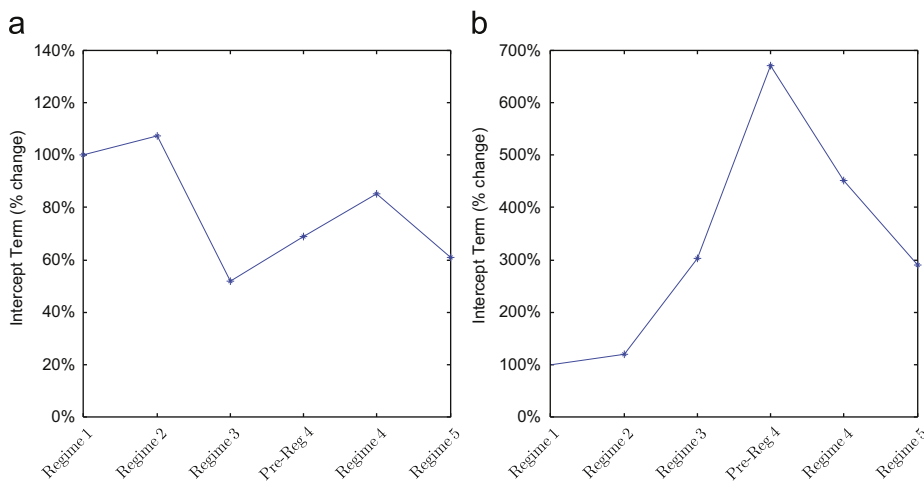 a
Intercept Term (% change)
140%
120%
100%
80%
60%
40%
20%
0%
Regime 1
Regime 2
Regime 3
Pre-Reg 4
Regime 4
Regime 5
b
Intercept Term (% change)
700%
600%
500%
400%
300%
200%
100%
0%
Regime 1
Regime 2
Regime 3
Pre-Reg 4
Regime 4
Regime 5